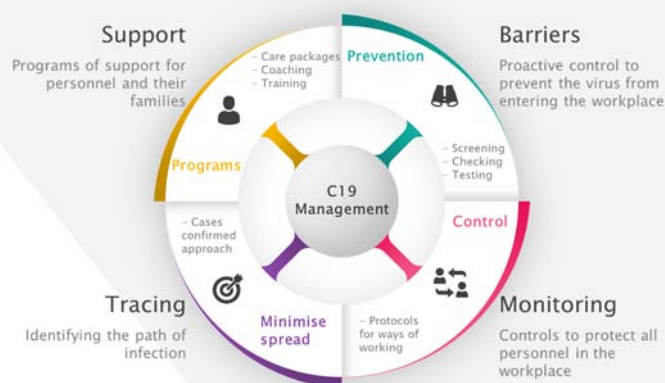 Support
Programs of support for
personnel and their
families
– Care packages
– Coaching
– Training
Programs
Prevention
– Screening
– Checking
– Testing
Barriers
Proactive control to
prevent the virus from
entering the workplace
C19
Management
– Cases
confirmed
approach
Minimise
spread
Tracing
Identifying the path of
infection
Control
– Protocols
for ways of
working
Monitoring
Controls to protect all
personnel in the
workplace